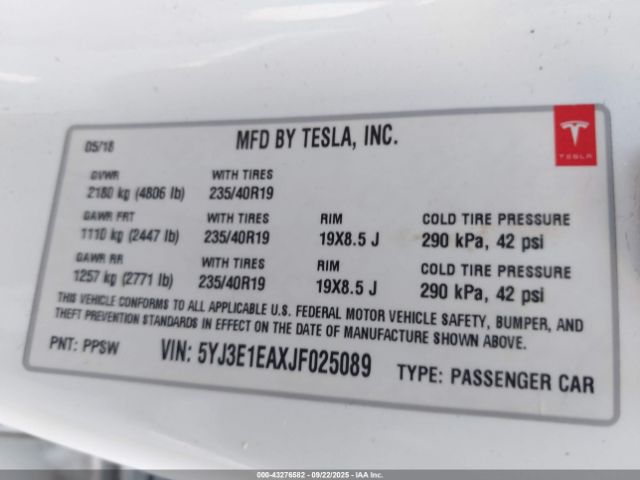 05/18
MFD BY TESLA, INC.
TESLA
GVWR
WITH TIRES
2180 kg (4806 lb)
235/40R19
GAWR FRT
WITH TIRES
RIM
COLD TIRE PRESSURE
1110 kg (2447 lb)
235/40R19
19X8.5 J
290 kPa, 42 psi
GAWR RR
WITH TIRES
RIM
COLD TIRE PRESSURE
1257 kg (2771 lb)
235/40R19
19X8.5 J
290 kPa, 42 psi
THIS VEHICLE CONFORMS TO ALL APPLICABLE U.S. FEDERAL MOTOR VEHICLE SAFETY, BUMPER, AND
THEFT PREVENTION STANDARDS IN EFFECT ON THE DATE OF MANUFACTURE SHOWN ABOVE.
PNT: PPSW
VIN: 5YJ3E1EAXJF025089
TYPE: PASSENGER CAR
000-43276582 - 09/22/2025 - IAA Inc.